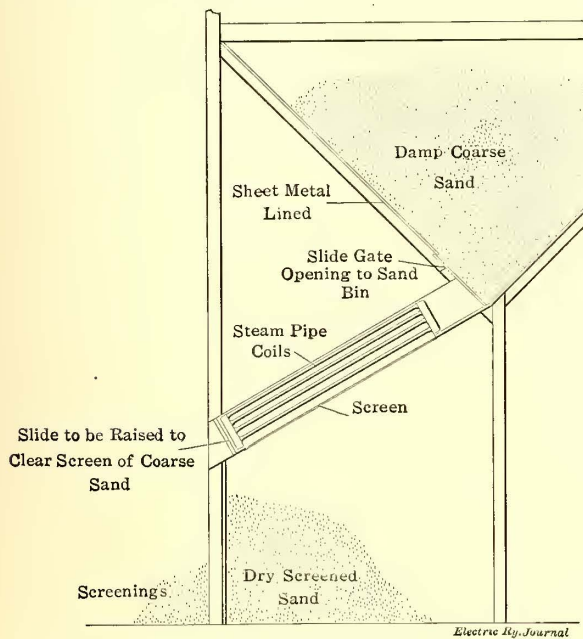 Damp Coarse
Sand
Sheet Metal
Lined
Slide Gate
Opening to Sand
Bin
Steam Pipe
Coils
Screen
Slide to be Raised to
Clear Screen of Coarse
Sand
Screenings
Dry Screened
Sand
Electric Ry. Journal